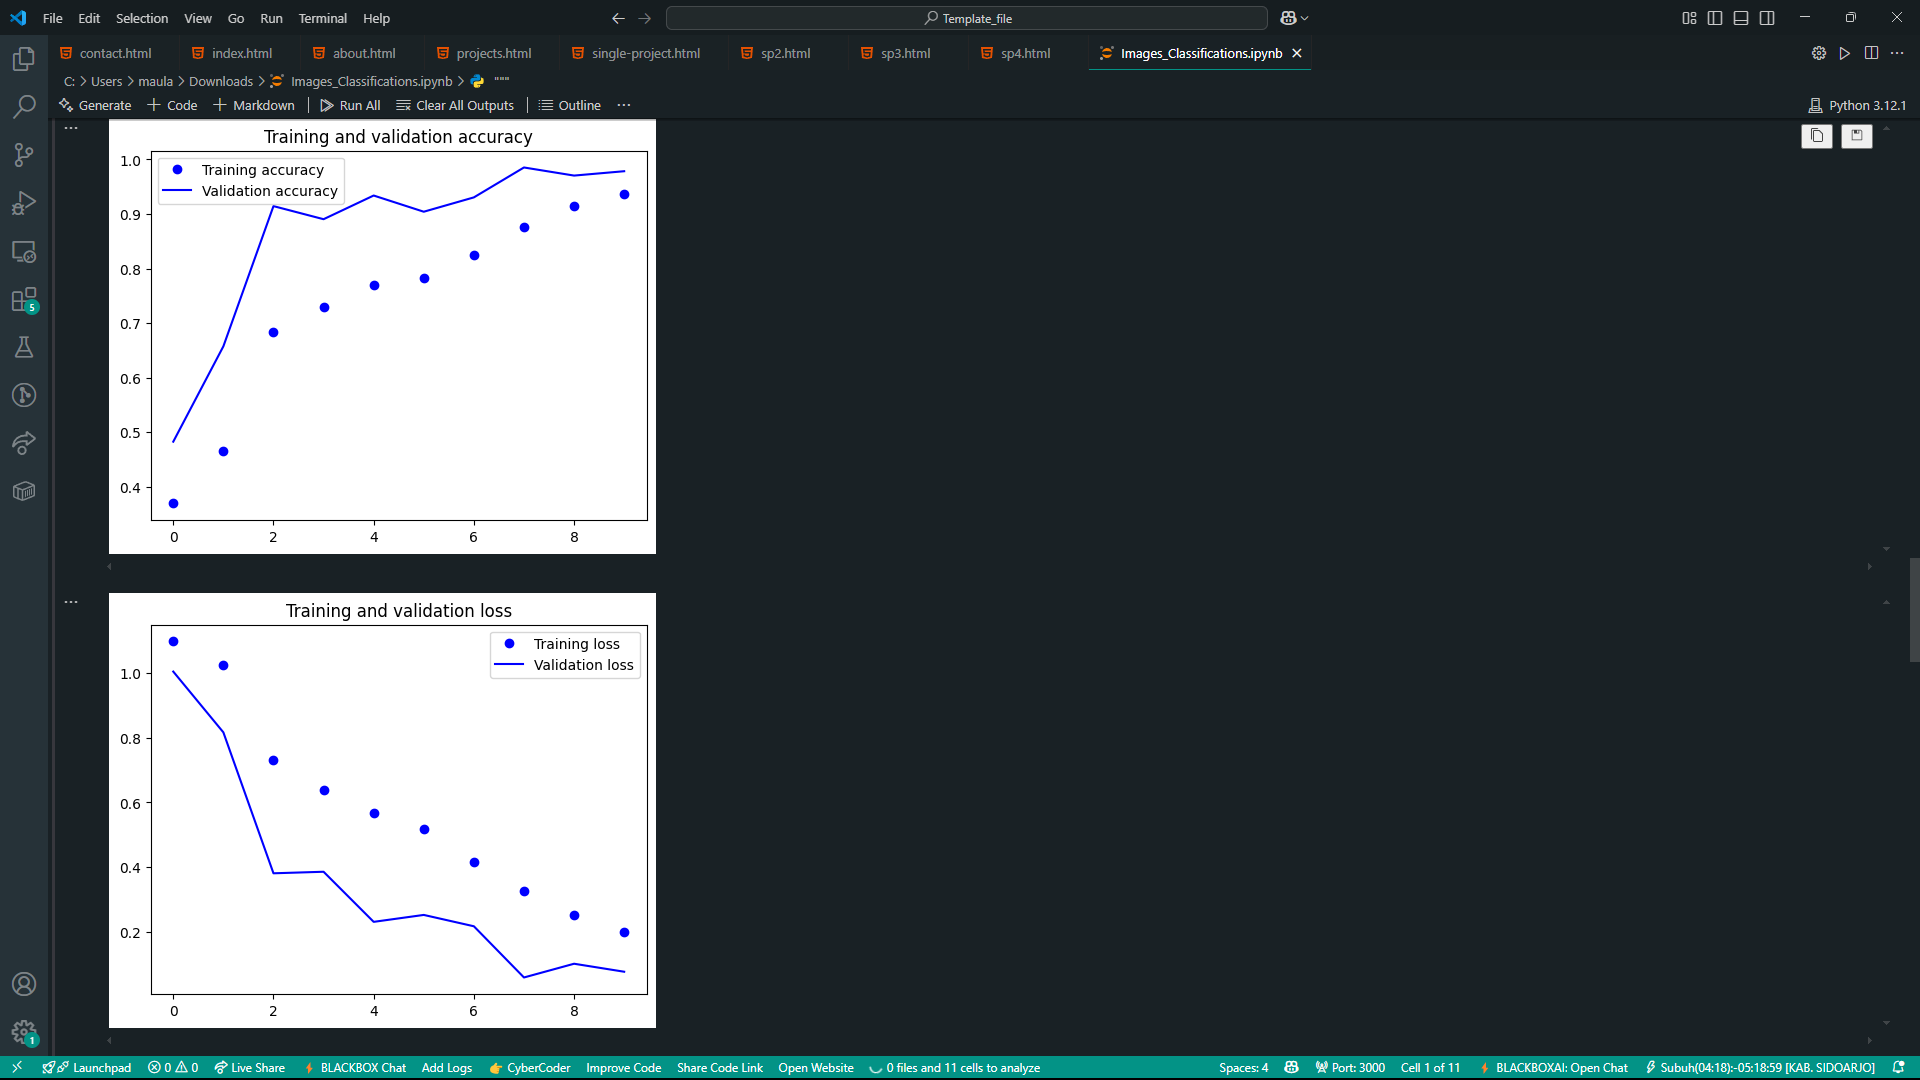 File Edit Selection View Go Run Terminal Help
Template_file
contact.html index.html about.html projects.html single-project.html sp2.html sp3.html sp4.html Images_Classifications.ipynb
C: > Users > maula > Downloads > Images_Classifications.ipynb > """
Generate + Code + Markdown Run All Clear All Outputs Outline ...
Python 3.12.1
Training and validation accuracy
Training accuracy
Validation accuracy
1.0
0.9
0.8
0.7
0.6
0.5
0.4
0 2 4 6 8
Training and validation loss
Training loss
Validation loss
1.0
0.8
0.6
0.4
0.2
0 2 4 6 8
5
1
Launchpad 0 0 Live Share BLACKBOX Chat Add Logs CyberCoder Improve Code Share Code Link Open Website 0 files and 11 cells to analyze Spaces: 4 Port: 3000 Cell 1 of 11 BLACKBOXAI: Open Chat Subuh(04:18):-05:18:59 [KAB. SIDOARJO]